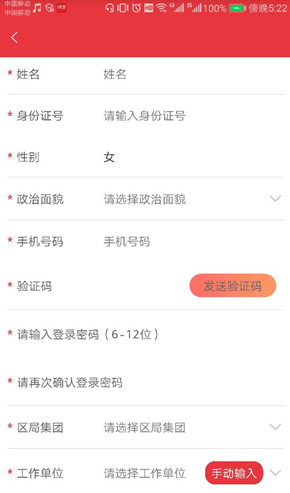 中国移动
中国移动
HD 4G 2G 100% 傍晚5:22
* 姓名 姓名
* 身份证号 请输入身份证号
* 性别 女
* 政治面貌 请选择政治面貌
* 手机号码 手机号码
* 验证码 发送验证码
* 请输入登录密码（6-12位）
* 请再次确认登录密码
* 区局集团 请选择区局集团
* 工作单位 请选择工作单位 手动输入